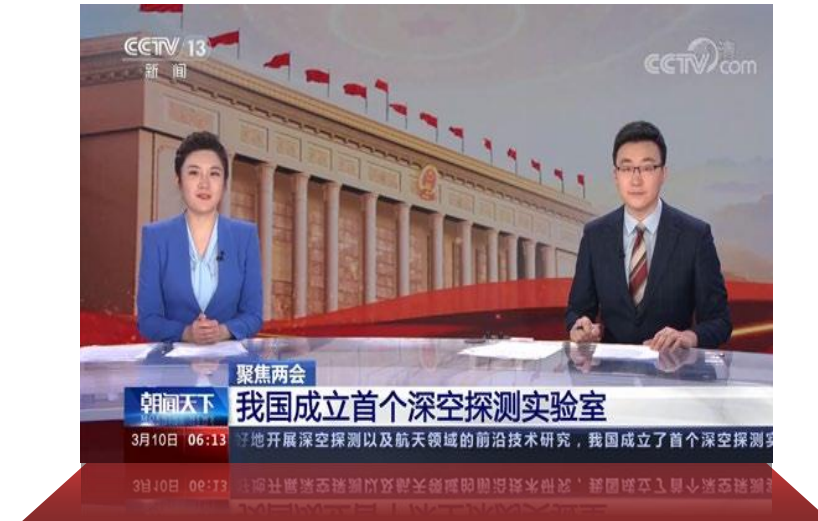 CCTV 13
新闻
CCTV 清
com
聚焦两会
朝闻天下
MORNING NEWS
我国成立首个深空探测实验室
3月10日 06:13
好地开展深空探测以及航天领域的前沿技术研究，我国成立了首个深空探测实